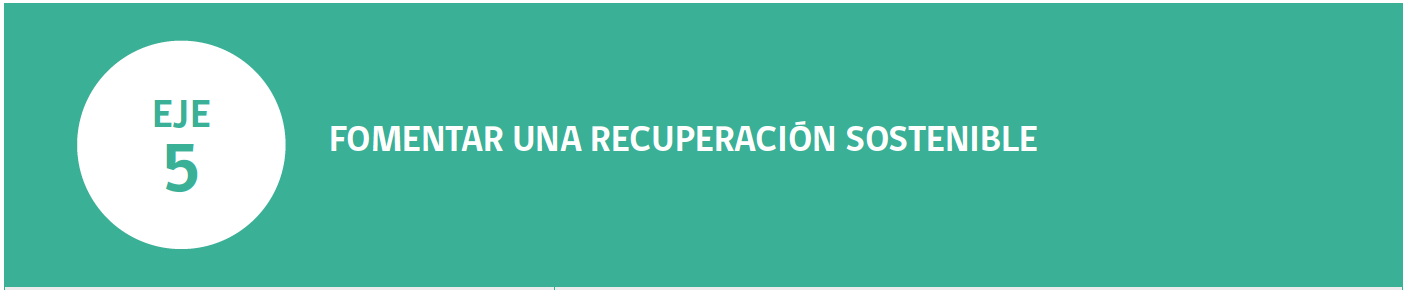 EJE
5
FOMENTAR UNA RECUPERACIÓN SOSTENIBLE